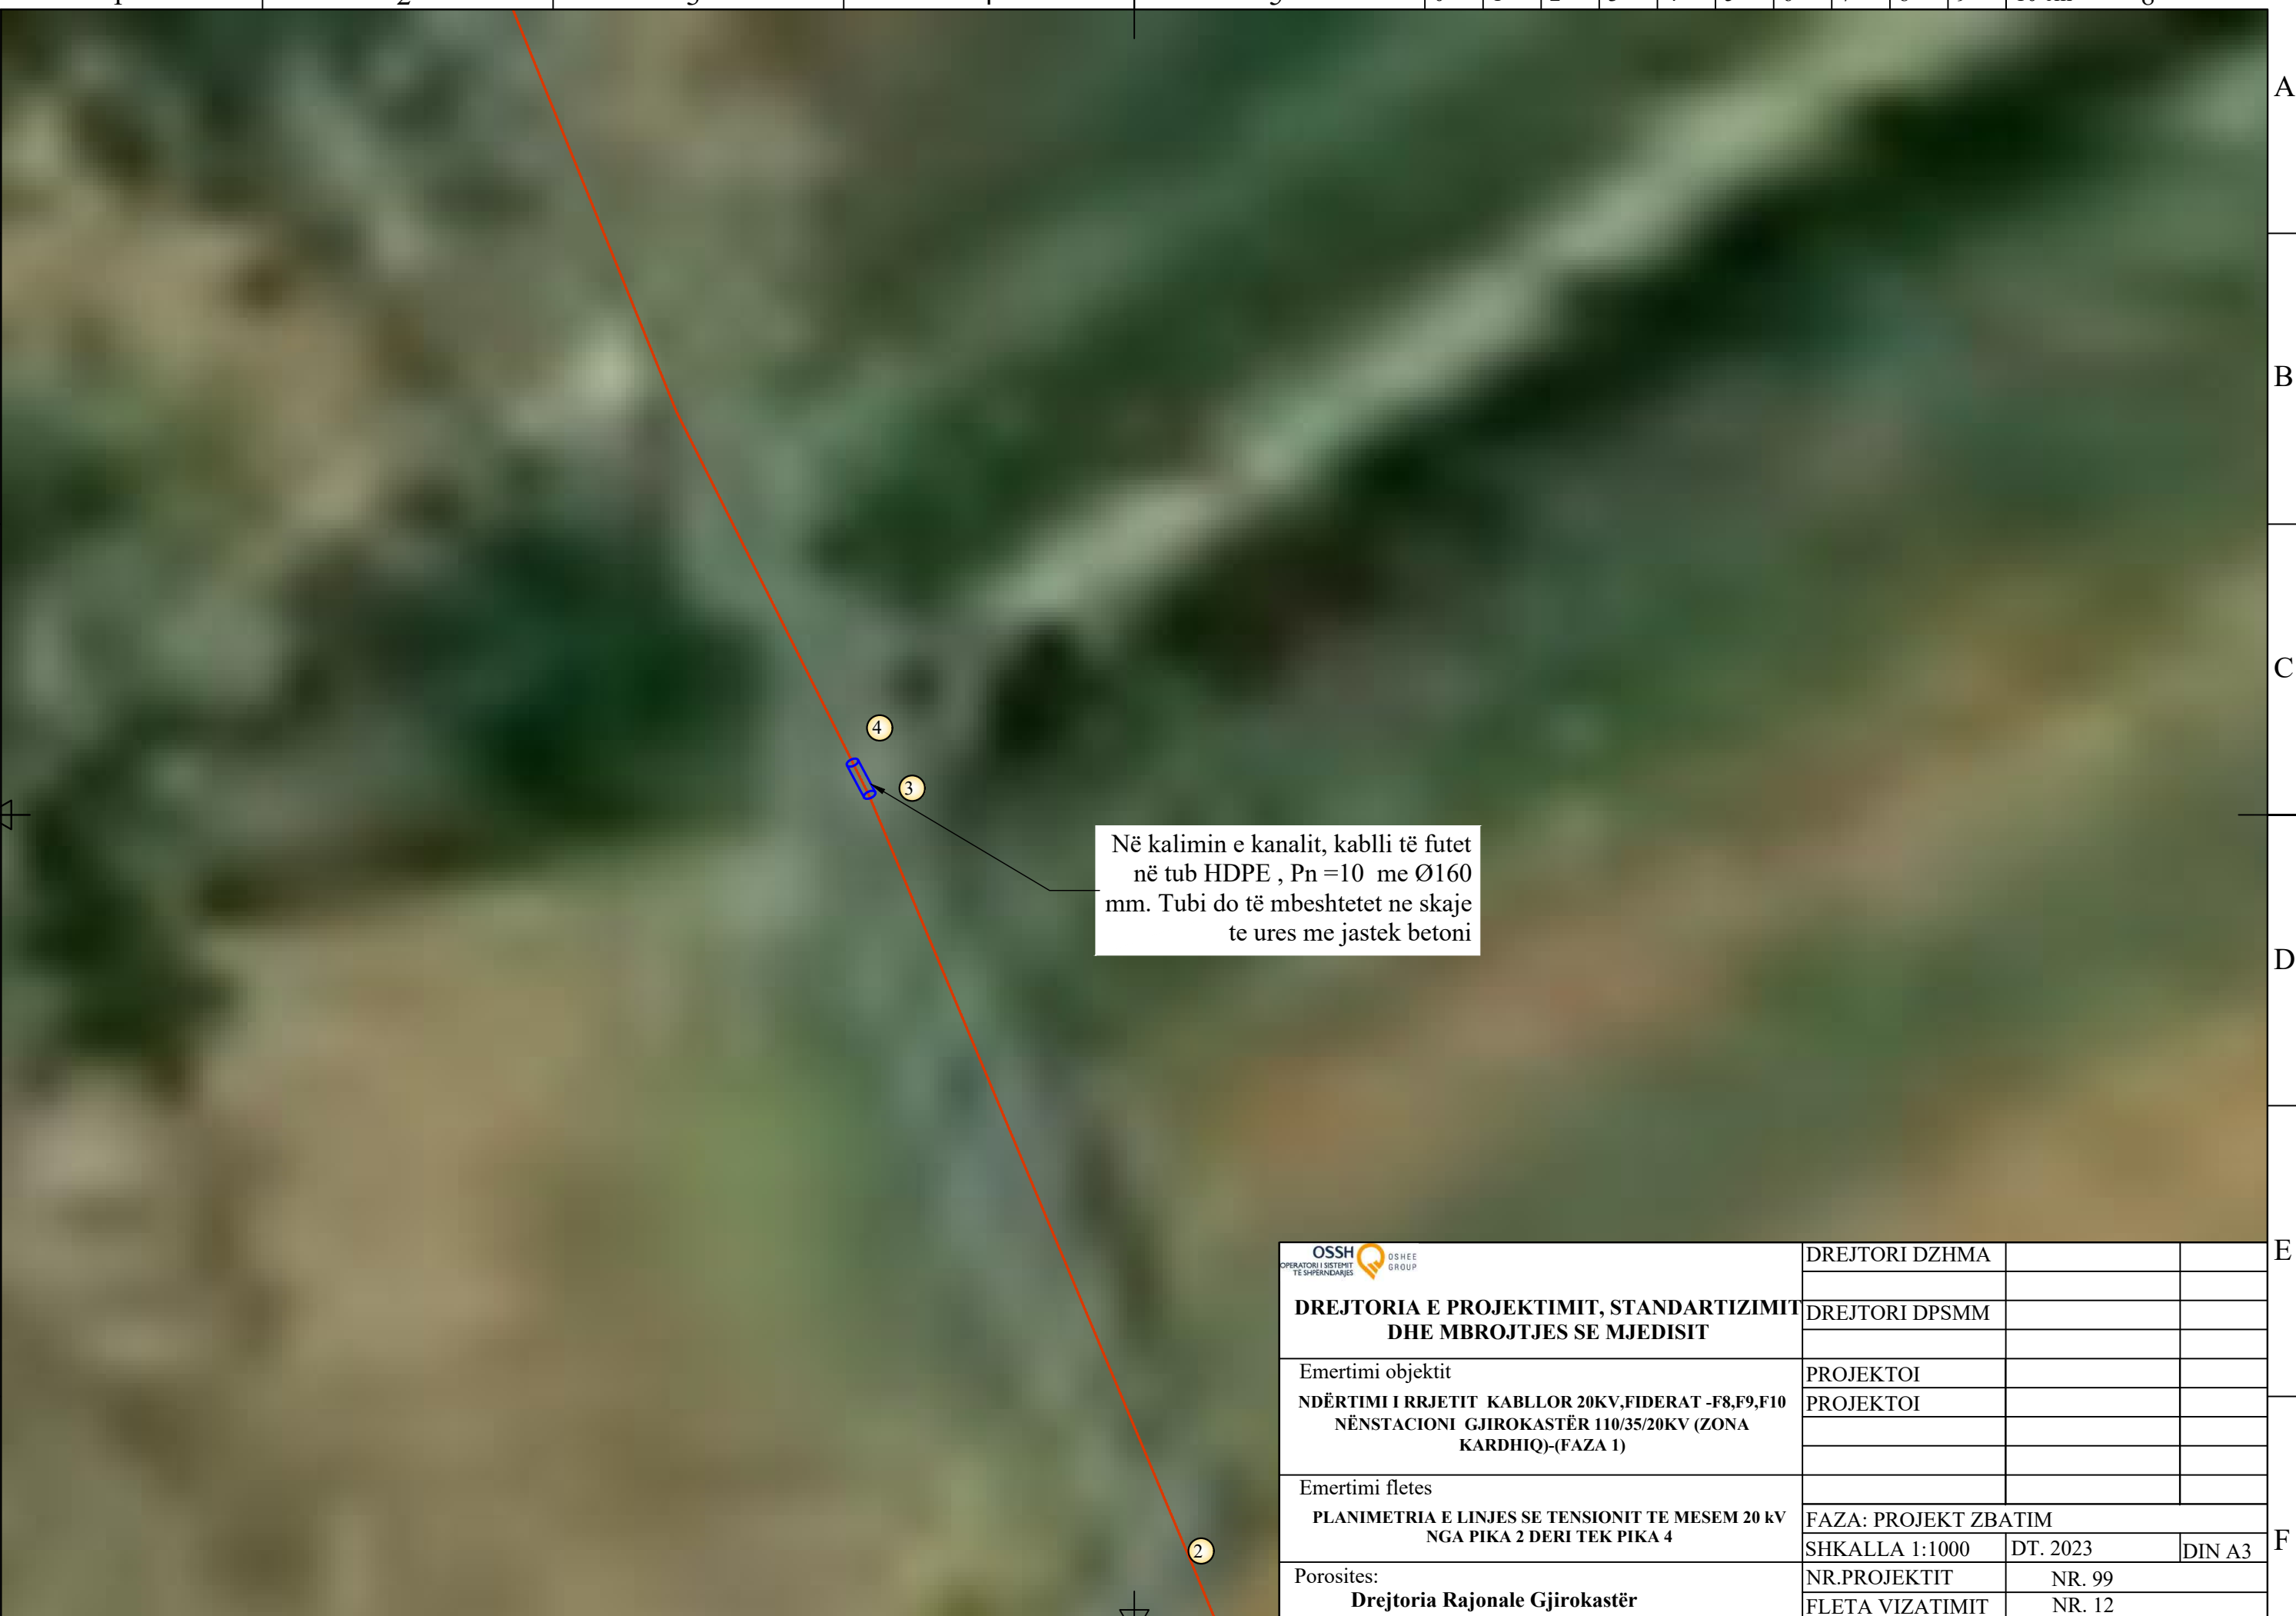 A
B
C
4
3
Në kalimin e kanalit, kablli të futet
në tub HDPE , Pn =10 me Ø160
mm. Tubi do të mbeshtetet ne skaje
te ures me jastek betoni
D
E
OSSH
OPERATORI I SISTEMIT
TË SHPËRNDARJES
OSHEE
GROUP
DREJTORI DZHMA
DREJTORIA E PROJEKTIMIT, STANDARTIZIMIT
DHE MBROJTJES SE MJEDISIT
DREJTORI DPSMM
Emertimi objektit
PROJEKTOI
NDËRTIMI I RRJETIT KABLLOR 20KV,FIDERAT -F8,F9,F10
NËNSTACIONI GJIROKASTËR 110/35/20KV (ZONA
KARDHIQ)-(FAZA 1)
PROJEKTOI
Emertimi fletes
PLANIMETRIA E LINJES SE TENSIONIT TE MESEM 20 kV
NGA PIKA 2 DERI TEK PIKA 4
FAZA: PROJEKT ZBATIM
SHKALLA 1:1000 DT. 2023 DIN A3
F
2
Porosites:
Drejtoria Rajonale Gjirokastër
NR.PROJEKTIT NR. 99
FLETA VIZATIMIT NR. 12